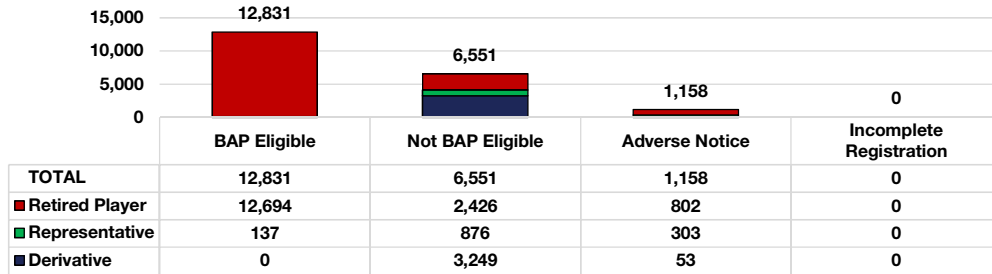 12,831
15,000
10,000
6,551
5,000
1,158
0
0
BAP Eligible Not BAP Eligible Adverse Notice Incomplete
Registration
TOTAL 12,831 6,551 1,158 0
Retired Player 12,694 2,426 802 0
Representative 137 876 303 0
Derivative 0 3,249 53 0